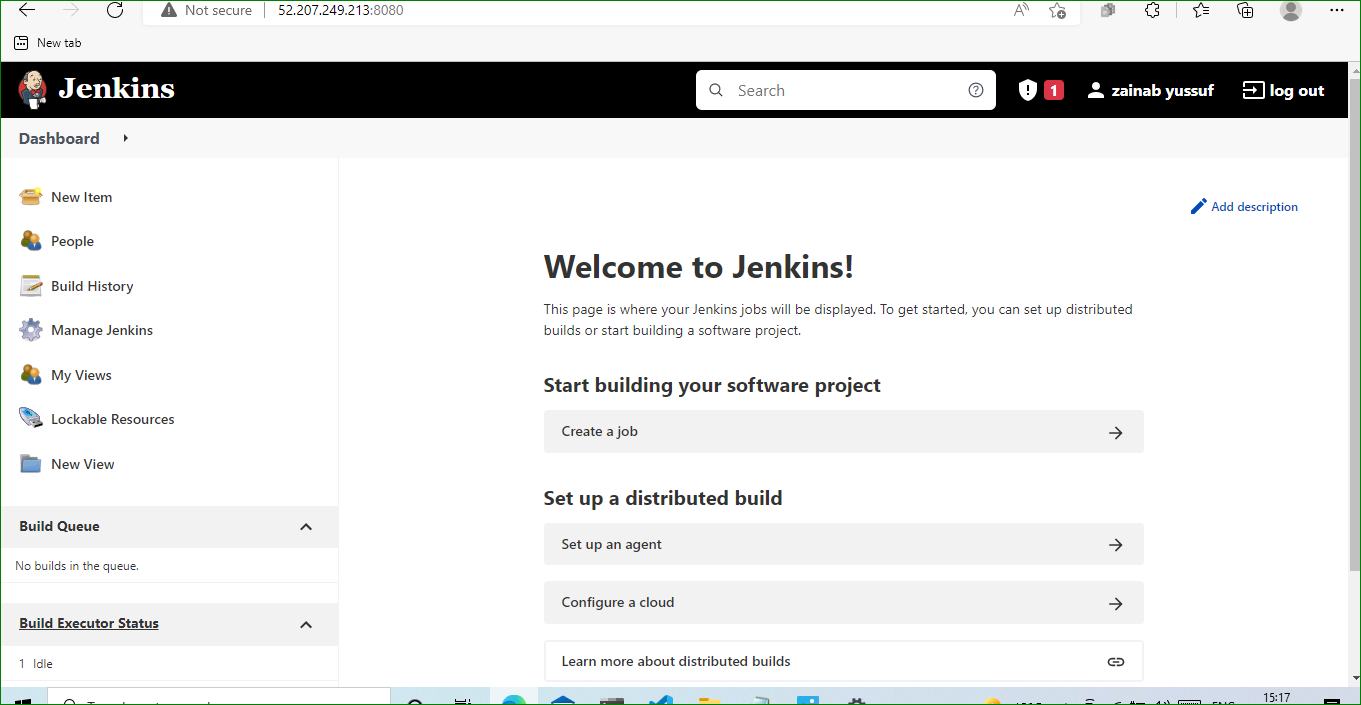 Not secure
52.207.249.213:8080
New tab
Jenkins
Search
1
zainab yussuf
log out
Dashboard
New Item
People
Build History
Manage Jenkins
My Views
Lockable Resources
New View
Build Queue
No builds in the queue.
Build Executor Status
1 Idle
Add description
Welcome to Jenkins!
This page is where your Jenkins jobs will be displayed. To get started, you can set up distributed
builds or start building a software project.
Start building your software project
Create a job
Set up a distributed build
Set up an agent
Configure a cloud
Learn more about distributed builds
15:17